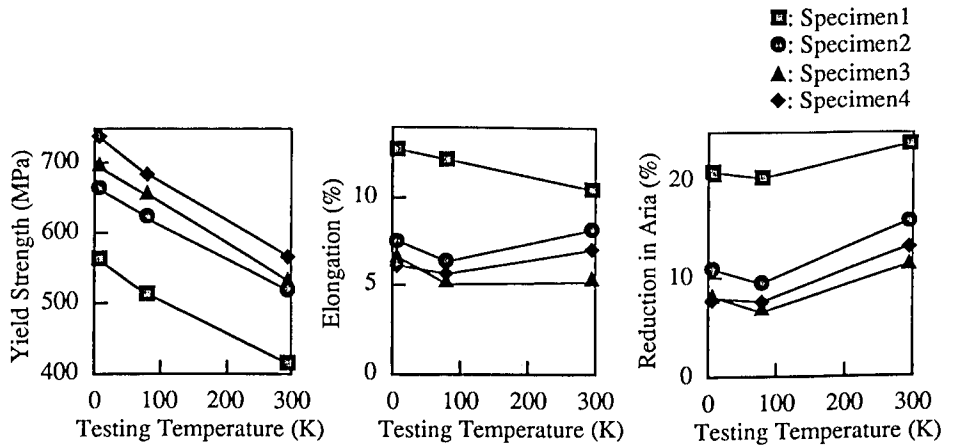 : Specimen1
: Specimen2
: Specimen3
: Specimen4
Yield Strength (MPa)
700
600
500
400
0 100 200 300
Testing Temperature (K)
Elongation (%)
10
5
0
0 100 200 300
Testing Temperature (K)
Reduction in Aria (%)
20
10
0
0 100 200 300
Testing Temperature (K)